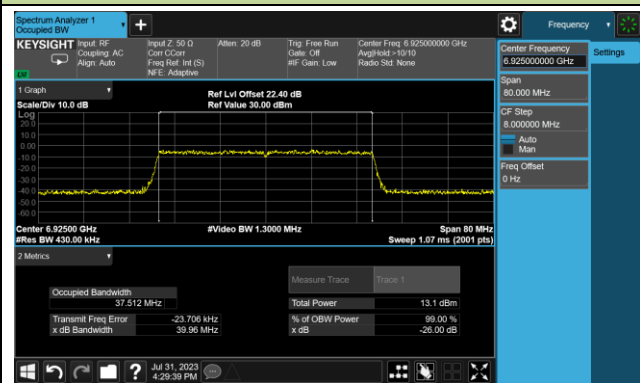 Spectrum Analyzer 1
Occupied BW
+
Frequency
KEYSIGHT
Input: RF
Coupling: AC
Align: Auto
Input Z: 50 Ω
Corr CCorr
Freq Ref: Int (S)
NFE: Adaptive
Atten: 20 dB
Trig: Free Run
Gate: Off
#IF Gain: Low
Center Freq: 6.925000000 GHz
Avg|Hold:>10/10
Radio Std: None
Center Frequency
6.925000000 GHz
Settings
Span
80.000 MHz
CF Step
8.000000 MHz
Auto
Man
Freq Offset
0 Hz
1 Graph
Scale/Div 10.0 dB
Ref Lvl Offset 22.40 dB
Ref Value 30.00 dBm
Log
20.0
10.0
0.00
-10.0
-20.0
-30.0
-40.0
-50.0
-60.0
Center 6.92500 GHz
#Res BW 430.00 kHz
#Video BW 1.3000 MHz
Span 80 MHz
Sweep 1.07 ms (2001 pts)
2 Metrics
Measure Trace
Trace 1
Occupied Bandwidth
37.512 MHz
Total Power
13.1 dBm
Transmit Freq Error
-23.706 kHz
% of OBW Power
99.00 %
x dB Bandwidth
39.96 MHz
x dB
-26.00 dB
?
Jul 31, 2023
4:29:39 PM